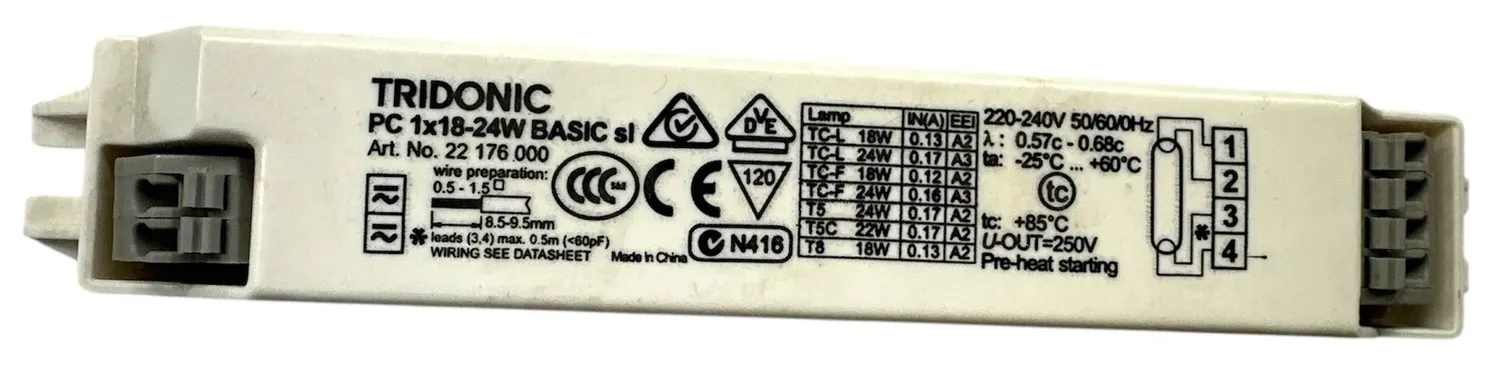 TRIDONIC
PC 1x18-24W BASIC sl
Art. No. 22 176 000
wire preparation:
0.5 - 1.5
8.5-9.5mm
* leads (3,4) max. 0.5m (<60pF)
WIRING SEE DATASHEET
Made in China
CCC
S&E
CE
DVE
120
N416
Lamp IN(A) EEI
TC-L 18W 0.13 A2
TC-L 24W 0.17 A3
TC-F 18W 0.12 A2
TC-F 24W 0.16 A3
T5 24W 0.17 A2
T5C 22W 0.17 A2
T8 18W 0.13 A2
220-240V 50/60/0Hz
λ : 0.57c - 0.68c
ta: -25°C ... +60°C
tc
tc: +85°C
U-OUT=250V
Pre-heat starting
1
2
3
*
4